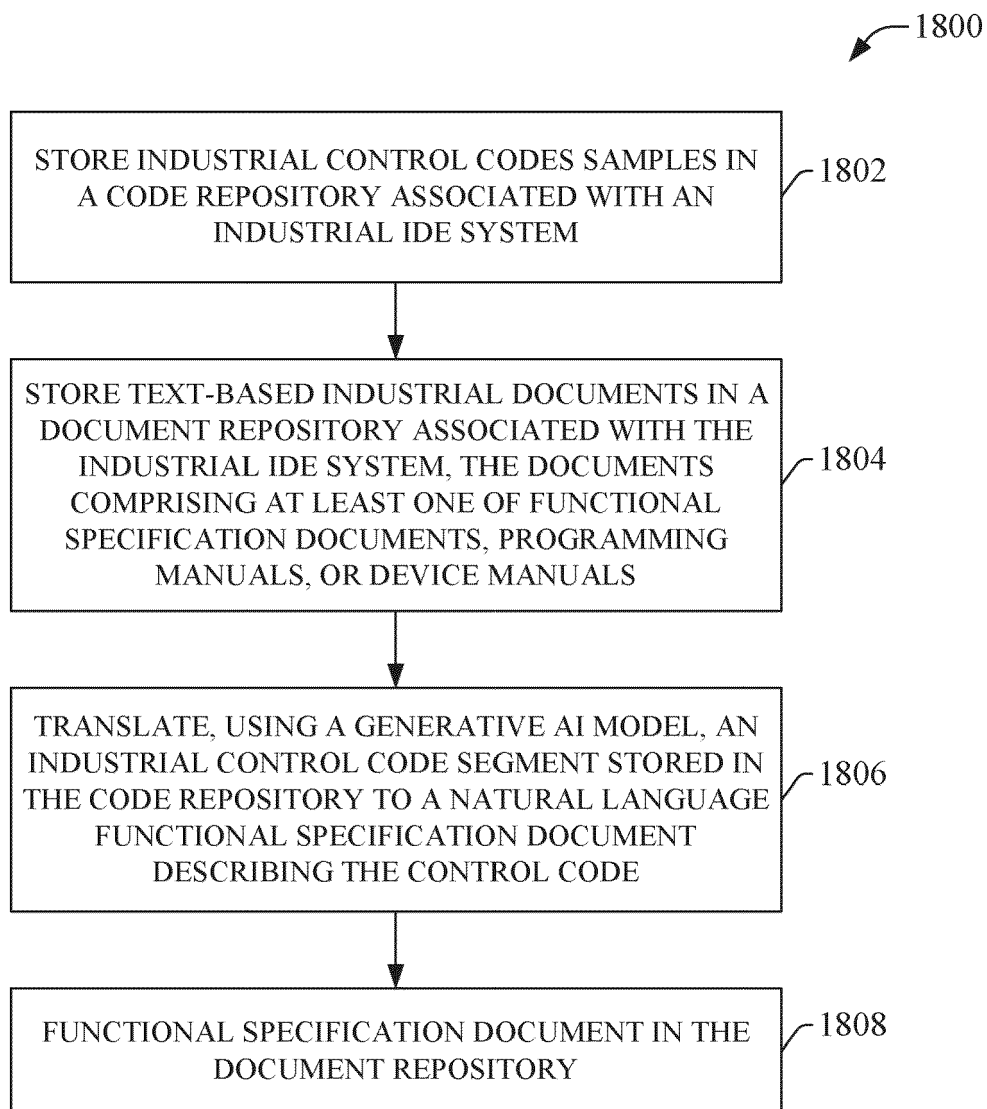 1800
STORE INDUSTRIAL CONTROL CODES SAMPLES IN
A CODE REPOSITORY ASSOCIATED WITH AN
INDUSTRIAL IDE SYSTEM
1802
STORE TEXT-BASED INDUSTRIAL DOCUMENTS IN A
DOCUMENT REPOSITORY ASSOCIATED WITH THE
INDUSTRIAL IDE SYSTEM, THE DOCUMENTS
COMPRISING AT LEAST ONE OF FUNCTIONAL
SPECIFICATION DOCUMENTS, PROGRAMMING
MANUALS, OR DEVICE MANUALS
1804
TRANSLATE, USING A GENERATIVE AI MODEL, AN
INDUSTRIAL CONTROL CODE SEGMENT STORED IN
THE CODE REPOSITORY TO A NATURAL LANGUAGE
FUNCTIONAL SPECIFICATION DOCUMENT
DESCRIBING THE CONTROL CODE
1806
FUNCTIONAL SPECIFICATION DOCUMENT IN THE
DOCUMENT REPOSITORY
1808